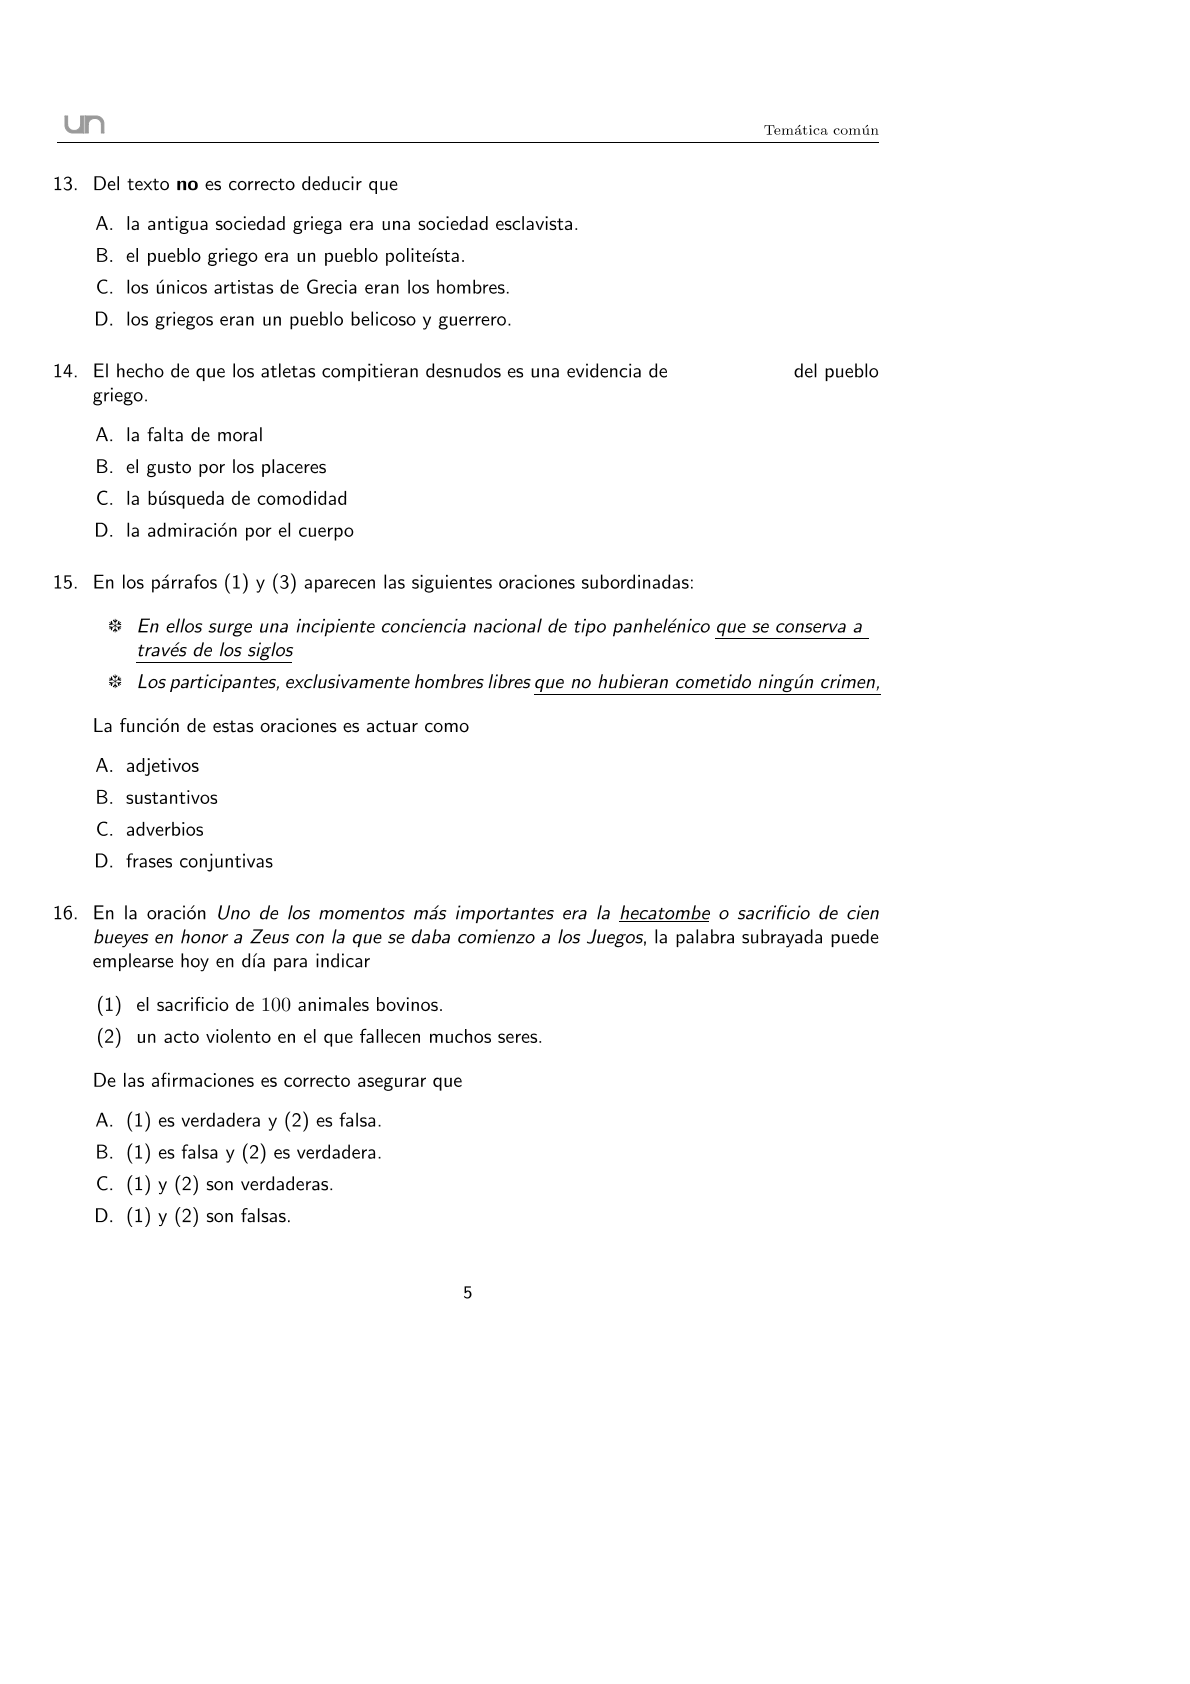 un
Temática común
13. Del texto no es correcto deducir que
A. la antigua sociedad griega era una sociedad esclavista.
B. el pueblo griego era un pueblo politeísta.
C. los únicos artistas de Grecia eran los hombres.
D. los griegos eran un pueblo belicoso y guerrero.
14. El hecho de que los atletas compitieran desnudos es una evidencia de del pueblo
griego.
A. la falta de moral
B. el gusto por los placeres
C. la búsqueda de comodidad
D. la admiración por el cuerpo
15. En los párrafos (1) y (3) aparecen las siguientes oraciones subordinadas:
❆ En ellos surge una incipiente conciencia nacional de tipo panhelénico que se conserva a
través de los siglos
❆ Los participantes, exclusivamente hombres libres que no hubieran cometido ningún crimen,
La función de estas oraciones es actuar como
A. adjetivos
B. sustantivos
C. adverbios
D. frases conjuntivas
16. En la oración Uno de los momentos más importantes era la hecatombe o sacrificio de cien
bueyes en honor a Zeus con la que se daba comienzo a los Juegos, la palabra subrayada puede
emplearse hoy en día para indicar
(1) el sacrificio de 100 animales bovinos.
(2) un acto violento en el que fallecen muchos seres.
De las afirmaciones es correcto asegurar que
A. (1) es verdadera y (2) es falsa.
B. (1) es falsa y (2) es verdadera.
C. (1) y (2) son verdaderas.
D. (1) y (2) son falsas.
5